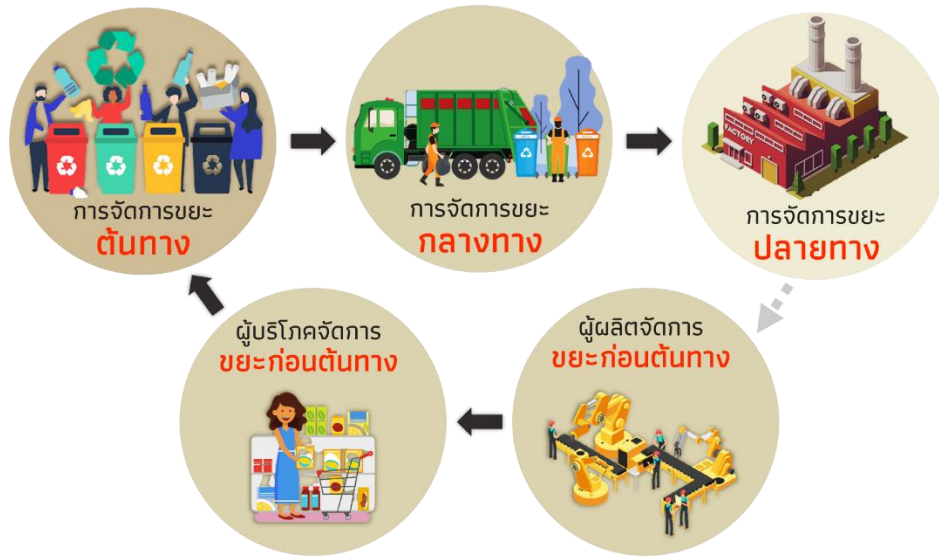 การจัดการขยะ
ต้นทาง
การจัดการขยะ
กลางทาง
FACTORY
การจัดการขยะ
ปลายทาง
ผู้บริโภคจัดการ
ขยะก่อนต้นทาง
ผู้ผลิตจัดการ
ขยะก่อนต้นทาง